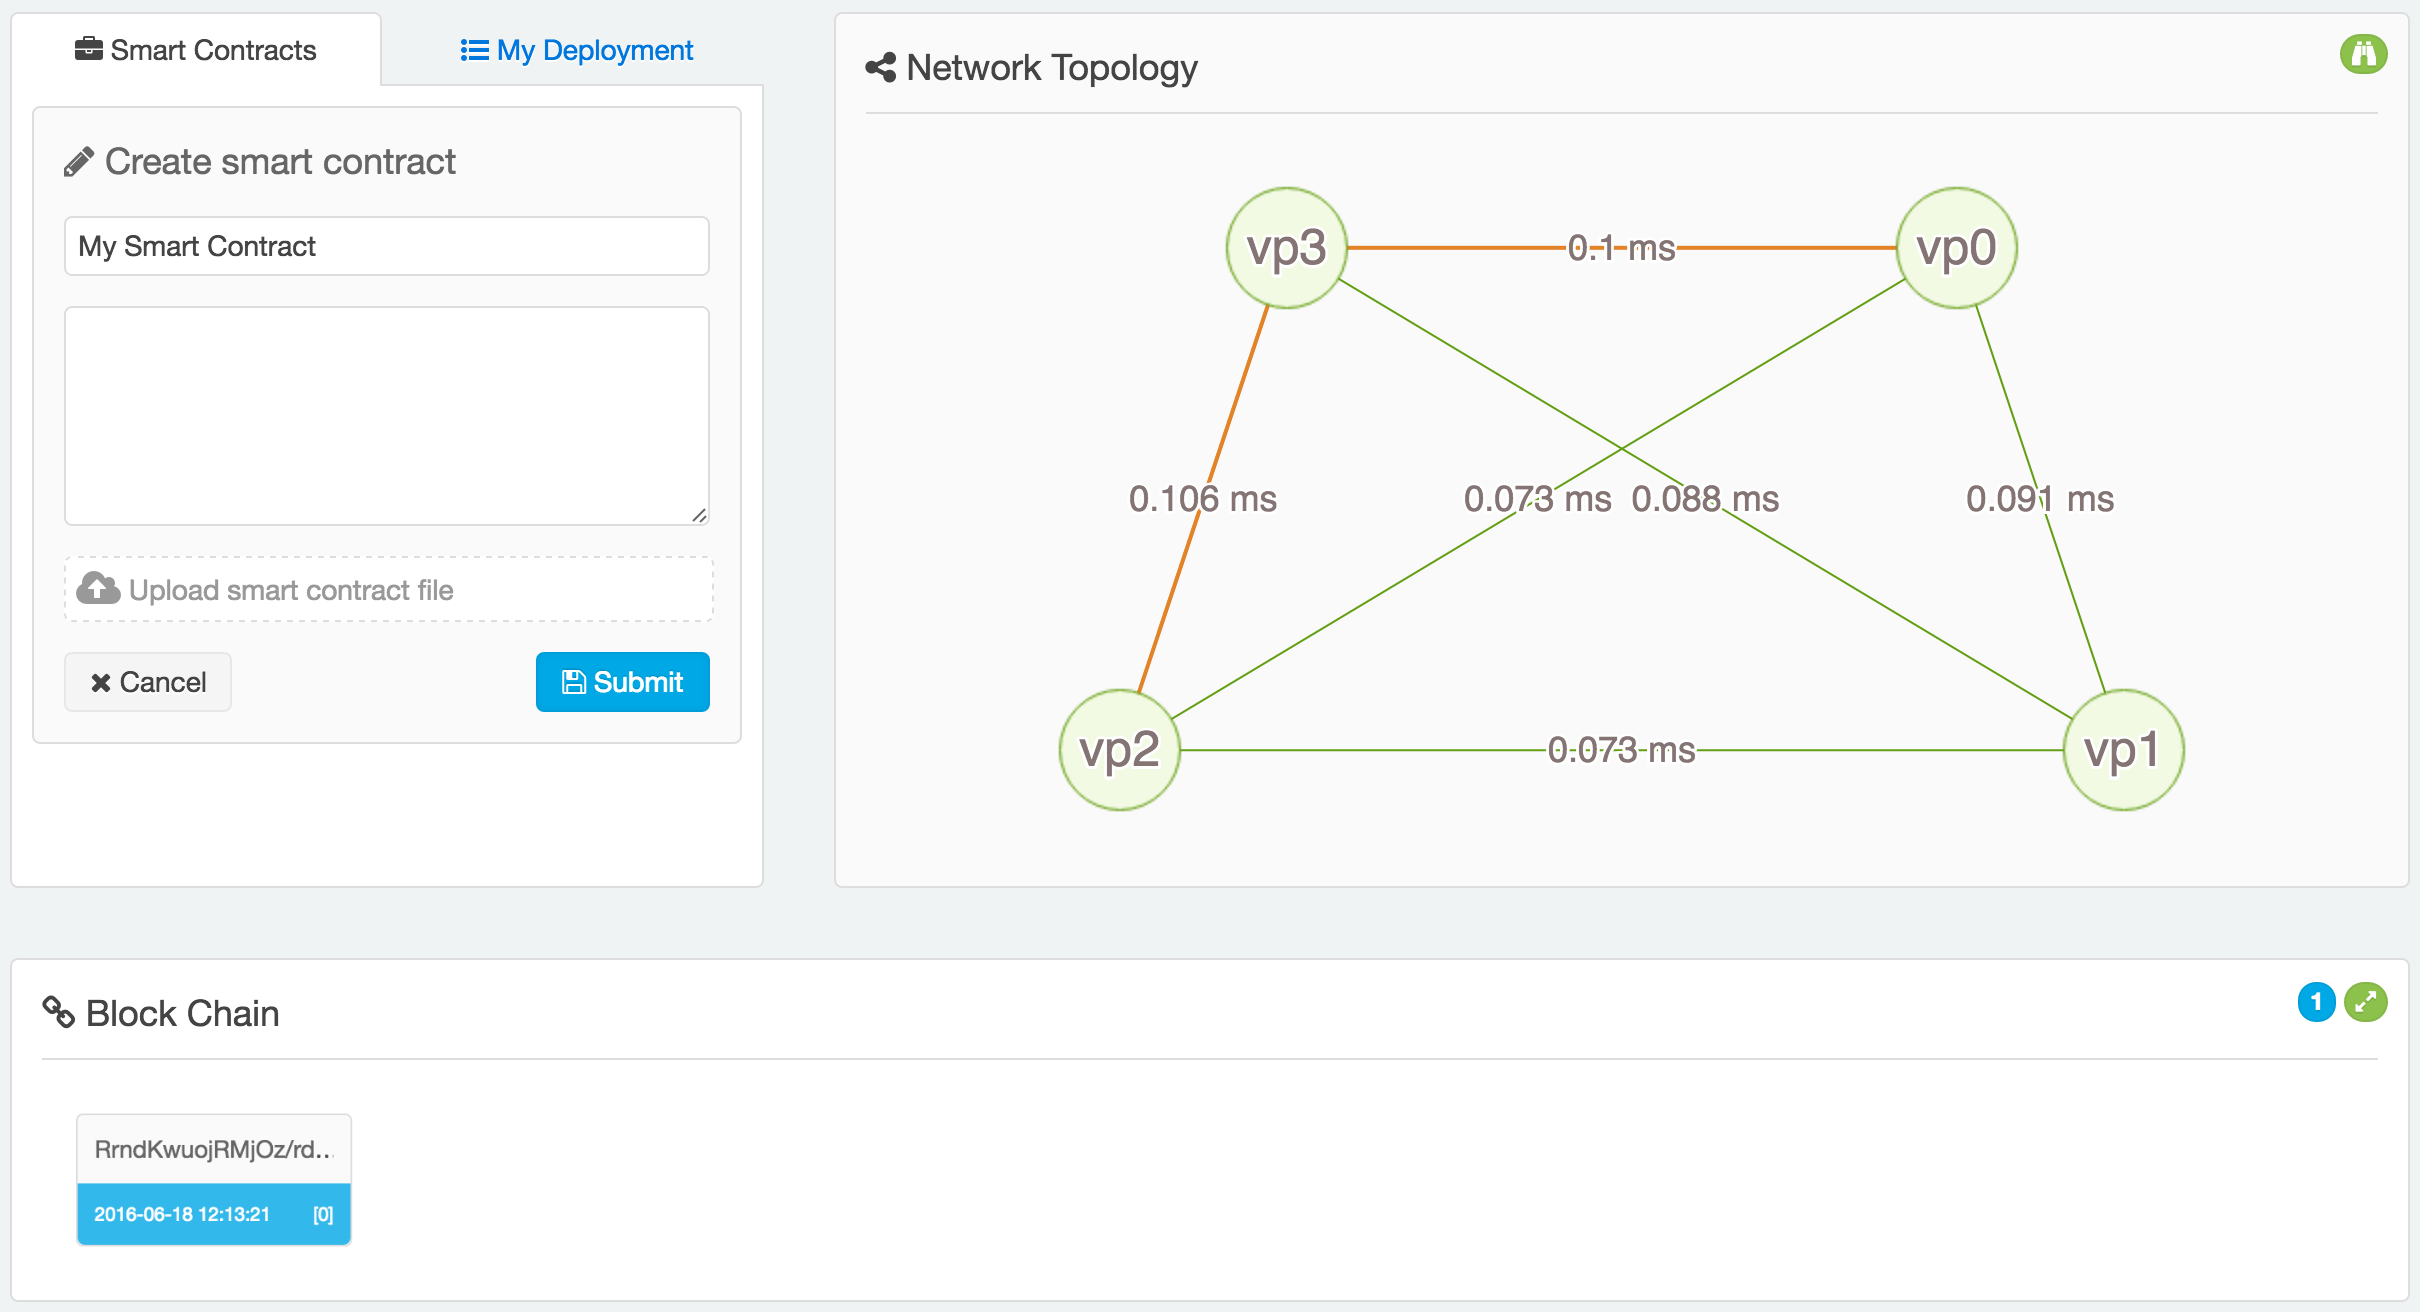 Smart Contracts
My Deployment
Create smart contract
My Smart Contract
Upload smart contract file
Cancel
Submit
Network Topology
vp3
0.1 ms
vp0
0.106 ms
0.073 ms
0.088 ms
0.091 ms
vp2
0.073 ms
vp1
Block Chain
1
RrndKwuojRMjOz/rd...
2016-06-18 12:13:21 [0]